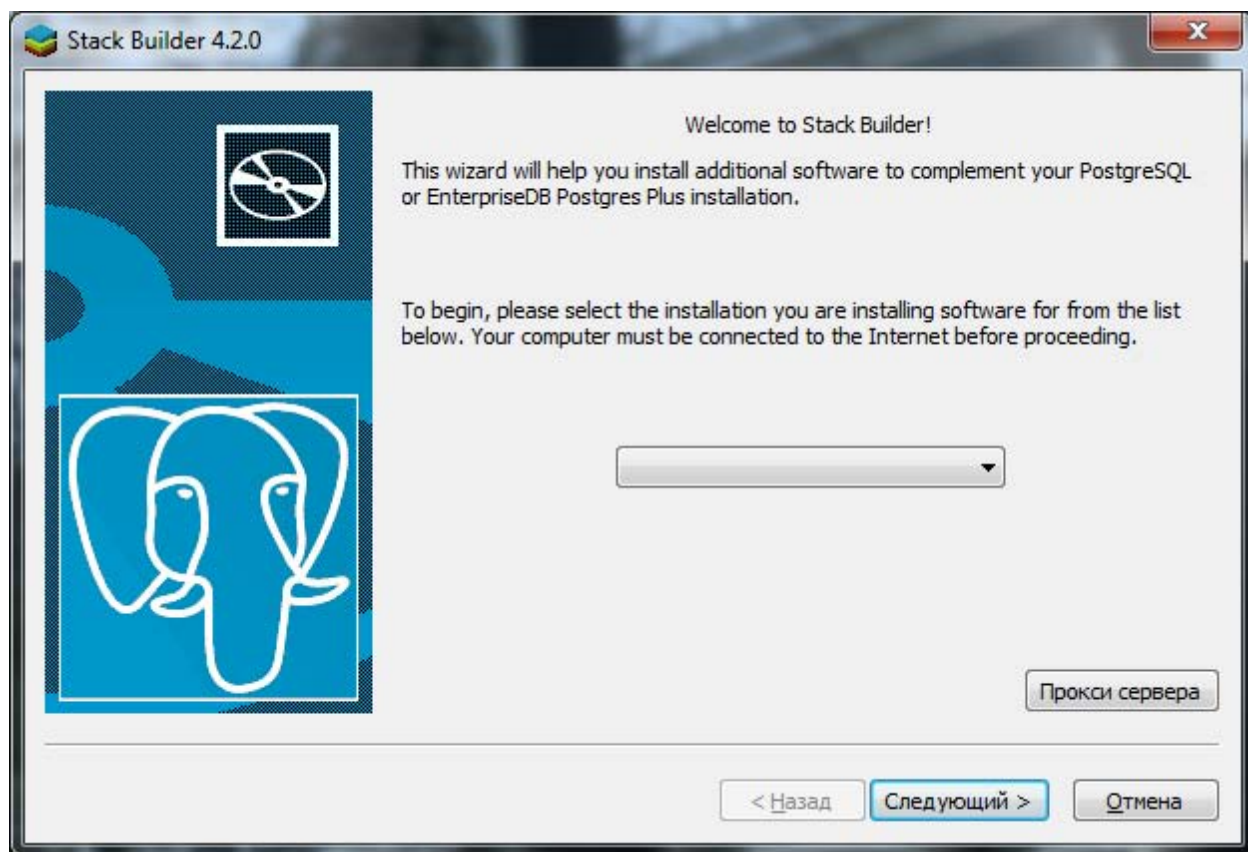 Stack Builder 4.2.0
Welcome to Stack Builder!
This wizard will help you install additional software to complement your PostgreSQL
or EnterpriseDB Postgres Plus installation.
To begin, please select the installation you are installing software for from the list
below. Your computer must be connected to the Internet before proceeding.
Прокси сервера
< Назад
Следующий >
Отмена